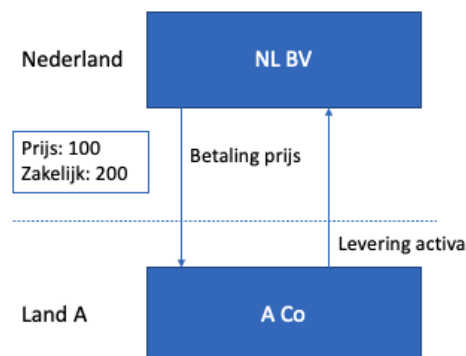 Nederland
NL BV
Prijs: 100
Zakelijk: 200
Betaling prijs
Levering activa
Land A
A Co